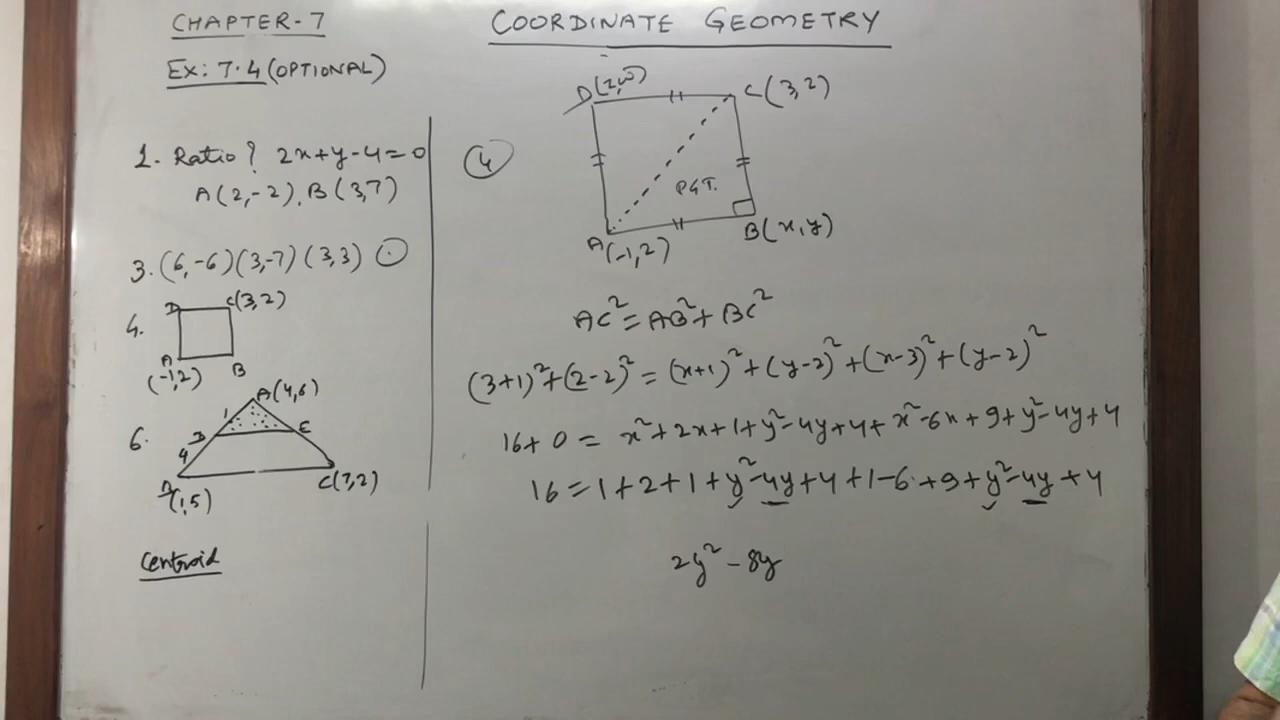 CHAPTER-7
EX: 7.4 (OPTIONAL)
COORDINATE GEOMETRY
1. Ratio? 2x+y-4=0
A(2,-2), B(3,7)
3. (6,-6)(3,-7)(3,3)
4.
D
C(3,2)
A
(-1,2)
B
6.
A(4,6)
1
D
E
4
(1,5)
C(7,2)
Centroid
4
D
C(3,2)
PGT.
A(-1,2)
B(x,y)
AC²=AB²+BC²
(3+1)²+(2-2)²=(x+1)²+(y-2)²+(x-3)²+(y-2)²
16+0=x²+2x+1+y²-4y+4+x²-6x+9+y²-4y+4
16=1+2+1+y²-4y+4+1-6+9+y²-4y+4
2y²-8y